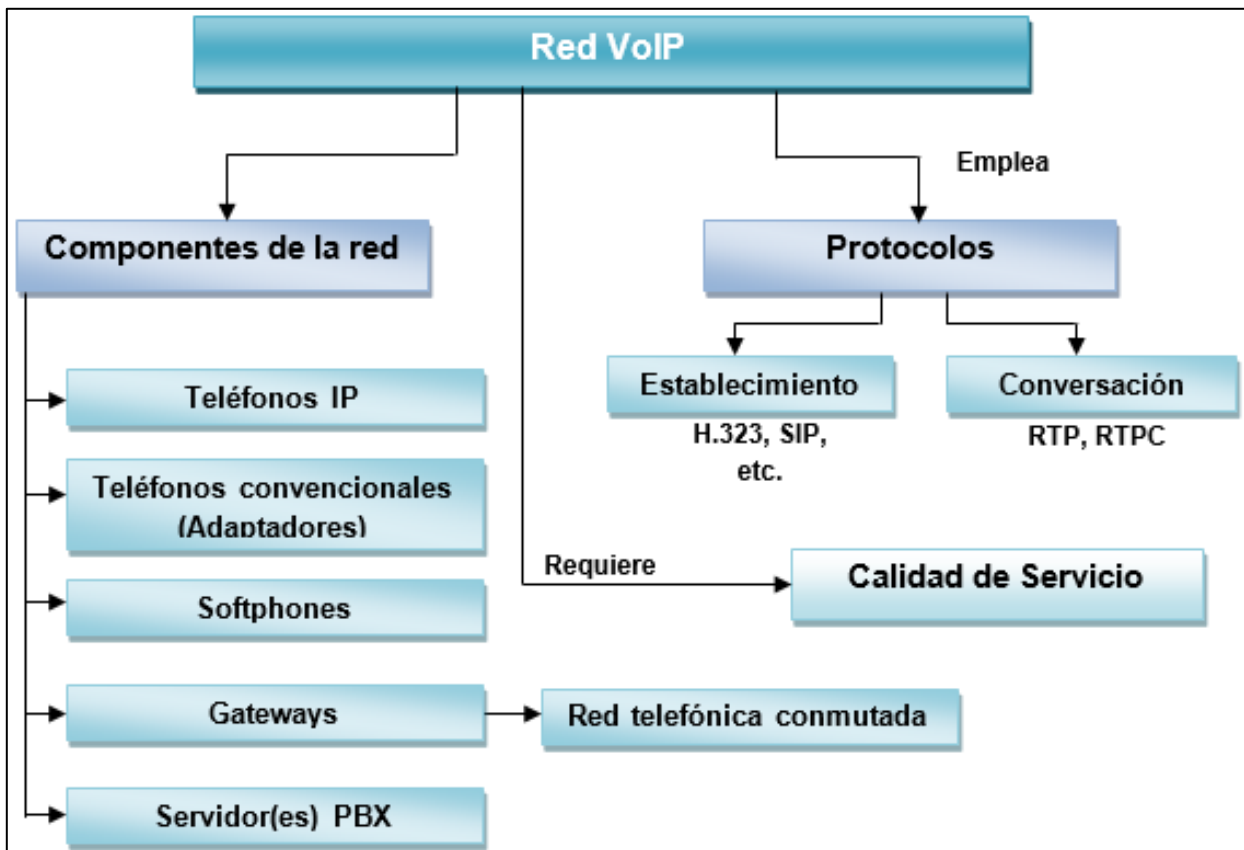 Red VoIP
Emplea
Componentes de la red
Protocolos
Establecimiento
H.323, SIP,
etc.
Conversación
RTP, RTPC
Teléfonos IP
Teléfonos convencionales
(Adaptadores)
Requiere
Calidad de Servicio
Softphones
Gateways
Red telefónica conmutada
Servidor(es) PBX